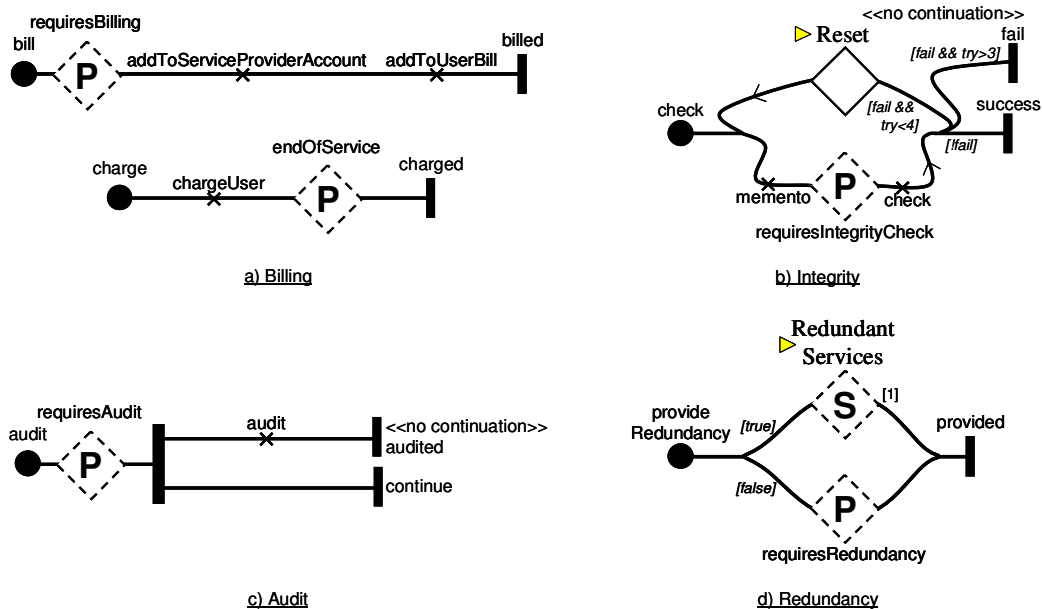 requiresBilling
bill
P
addToServiceProviderAccount
addToUserBill
billed
charge
chargeUser
endOfService
P
charged
a) Billing
<<no continuation>>
Reset
fail
[fail && try>3]
check
[fail &&
try<4]
success
[!fail]
memento
P
check
requiresIntegrityCheck
b) Integrity
requiresAudit
audit
P
audit
<<no continuation>>
audited
continue
c) Audit
Redundant
Services
S
[1]
provide
Redundancy
[true]
provided
[false]
P
requiresRedundancy
d) Redundancy